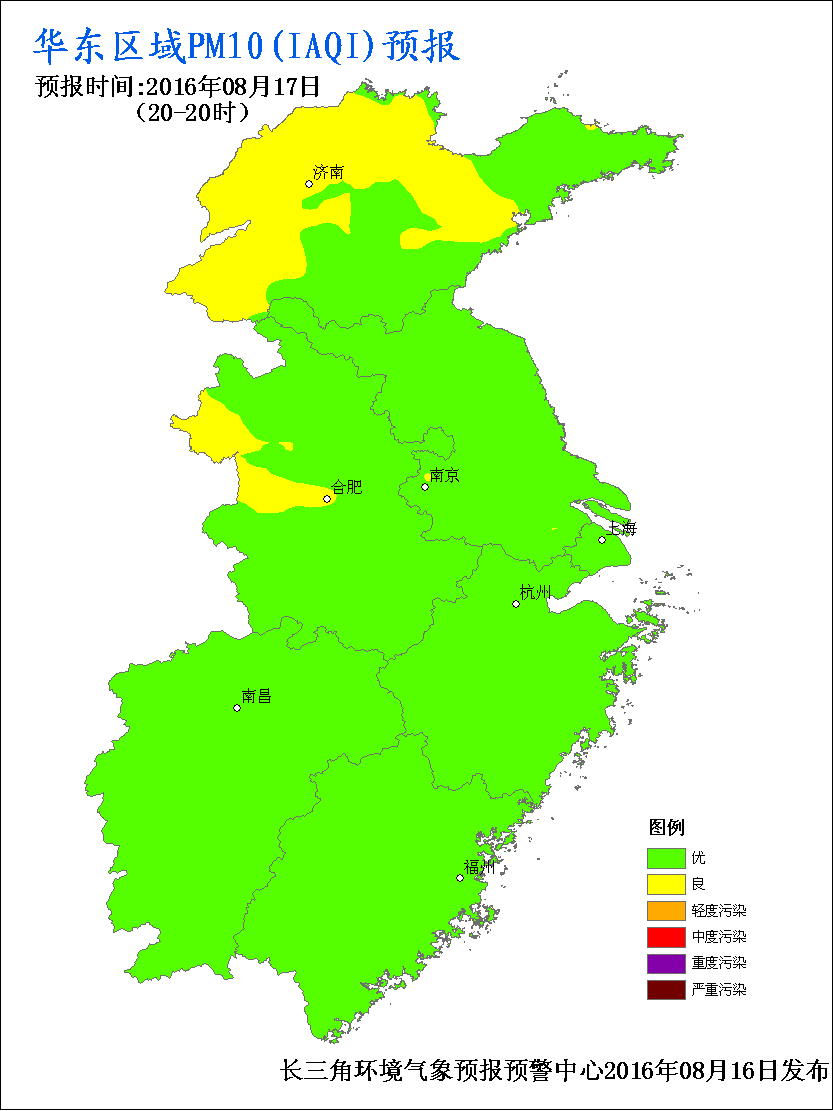 华东区域PM10(IAQI)预报
预报时间:2016年08月17日
(20-20时)
济南
合肥
南京
上海
杭州
南昌
福州
图例
优
良
轻度污染
中度污染
重度污染
严重污染
长三角环境气象预报预警中心2016年08月16日发布